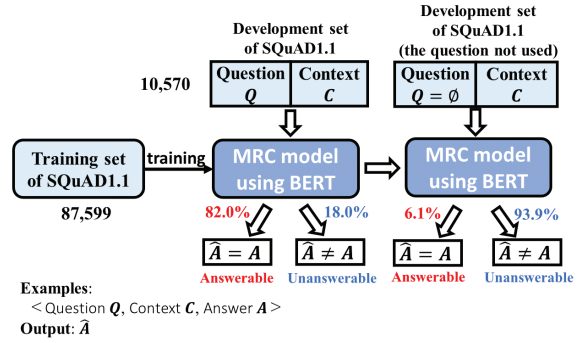 Development set
of SQuAD1.1
Development set
of SQuAD1.1
(the question not used)
10,570
Question
Q
Context
C
Question
Q = ∅
Context
C
Training set
of SQuAD1.1
training
MRC model
using BERT
MRC model
using BERT
87,599
82.0%
18.0%
6.1%
93.9%
Â = A
Â ≠ A
Â = A
Â ≠ A
Answerable
Unanswerable
Answerable
Unanswerable
Examples:
< Question Q, Context C, Answer A >
Output: Â